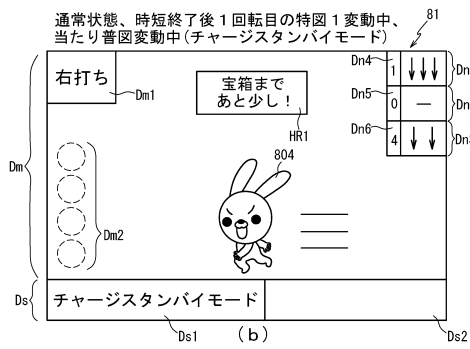 通常状態、時短終了後１回転目の特図１変動中、
当たり普図変動中(チャージスタンバイモード)
81
右打ち
Dm1
宝箱まで
あと少し！
HR1
Dn4
1
Dn
Dn5
0
—
Dn
Dn6
4
Dn
804
Dm
Dm2
Ds
チャージスタンバイモード
Ds1
(b)
Ds2